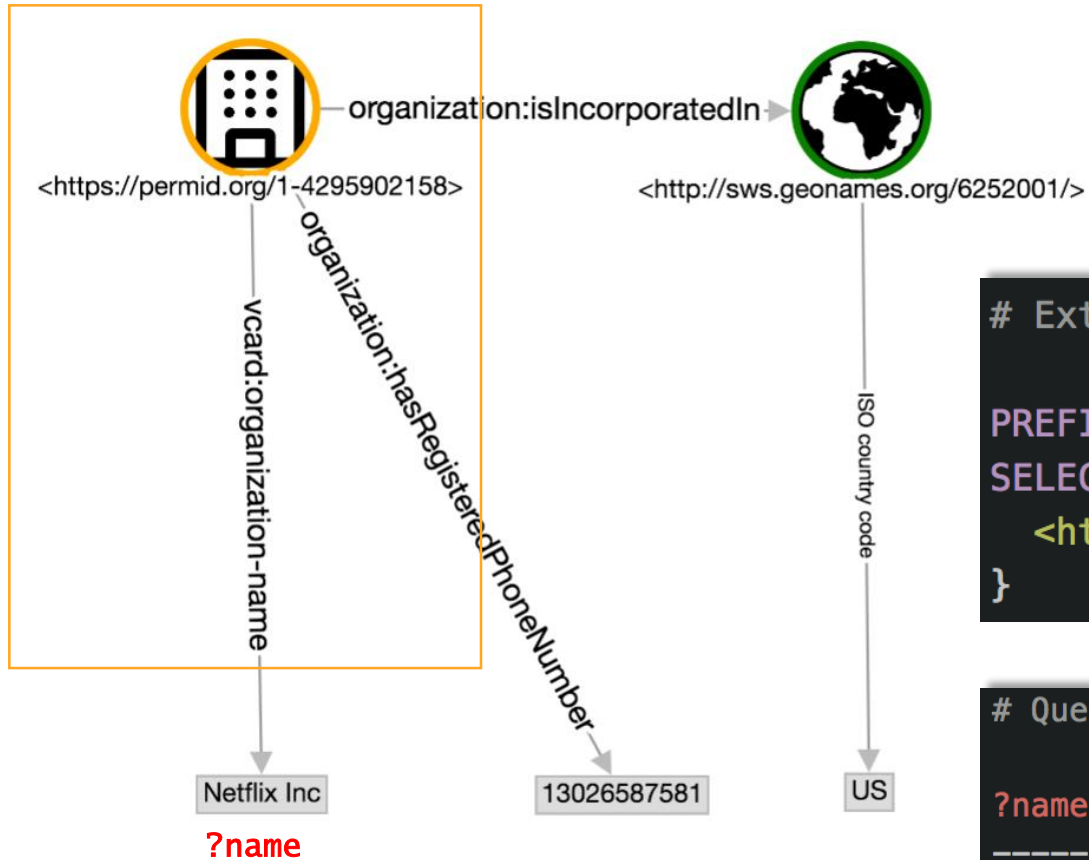 organization:isIncorporatedIn
<https://permid.org/1-4295902158>
<http://sws.geonames.org/6252001/>
organization:hasRegisteredPhoneNumber
vcard:organization-name
ISO country code
# Ext
PREFI
SELEC
<ht
}
# Que
?name
------
Netflix Inc
13026587581
US
?name